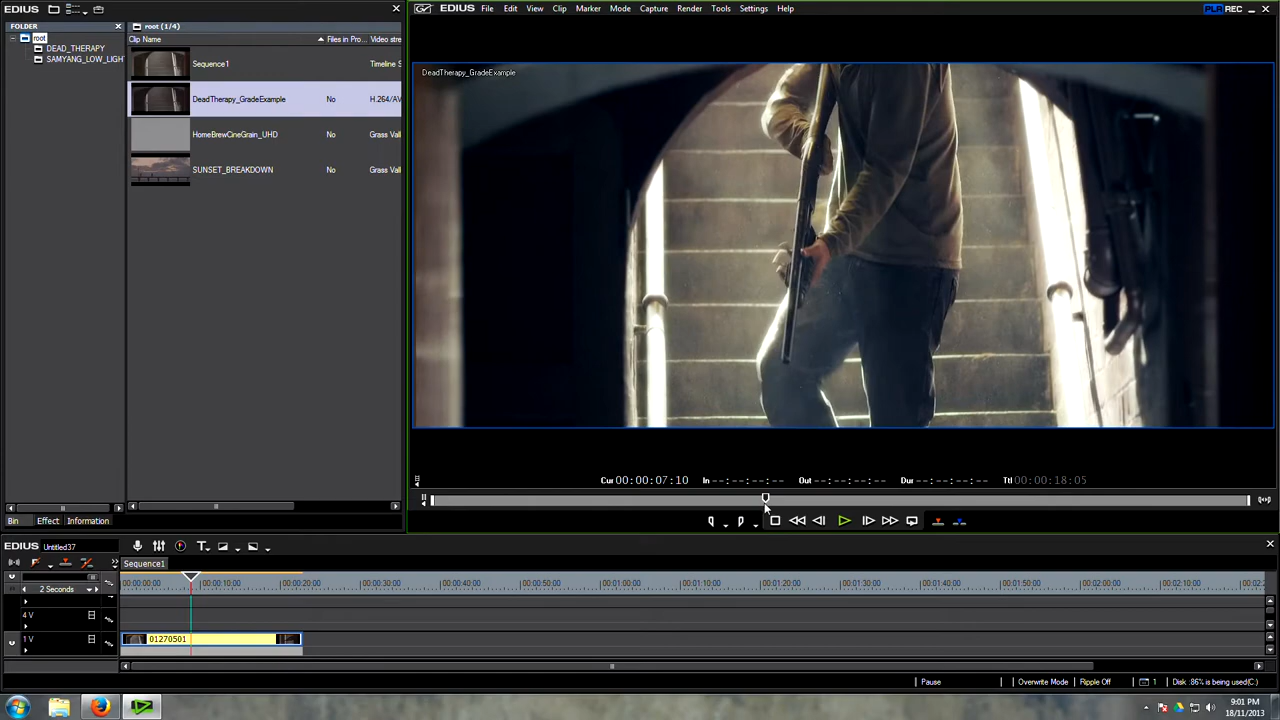 EDIUS
FOLDER
root
DEAD_THERAPY
SAMYANG_LOW_LIGHT
root (1/4)
Clip Name Files in Pro... Video stre
Sequence1 Timeline S
DeadTherapy_GradeExample No H.264/AV
HomeBrewCineGrain_UHD No Grass Vall
SUNSET_BREAKDOWN No Grass Vall
Bin Effect Information
EDIUS File Edit View Clip Marker Mode Capture Render Tools Settings Help PLR REC
DeadTherapy_GradeExample
Cur 00:00:07:10 In --:--:--:-- Out --:--:--:-- Dur --:--:--:-- Ttl 00:00:18:05
EDIUS Untitled37
Sequence1
2 Seconds 00:00:00:00 00:00:10:00 00:00:20:00 00:00:30:00 00:00:40:00 00:00:50:00 00:01:00:00 00:01:10:00 00:01:20:00 00:01:30:00 00:01:40:00 00:01:50:00 00:02:00:00 00:02:10:00 00:02:2
4 V
1 V 01270501
Pause Overwrite Mode Ripple Off 1 Disk :86% is being used(C:)
9:01 PM
18/11/2013